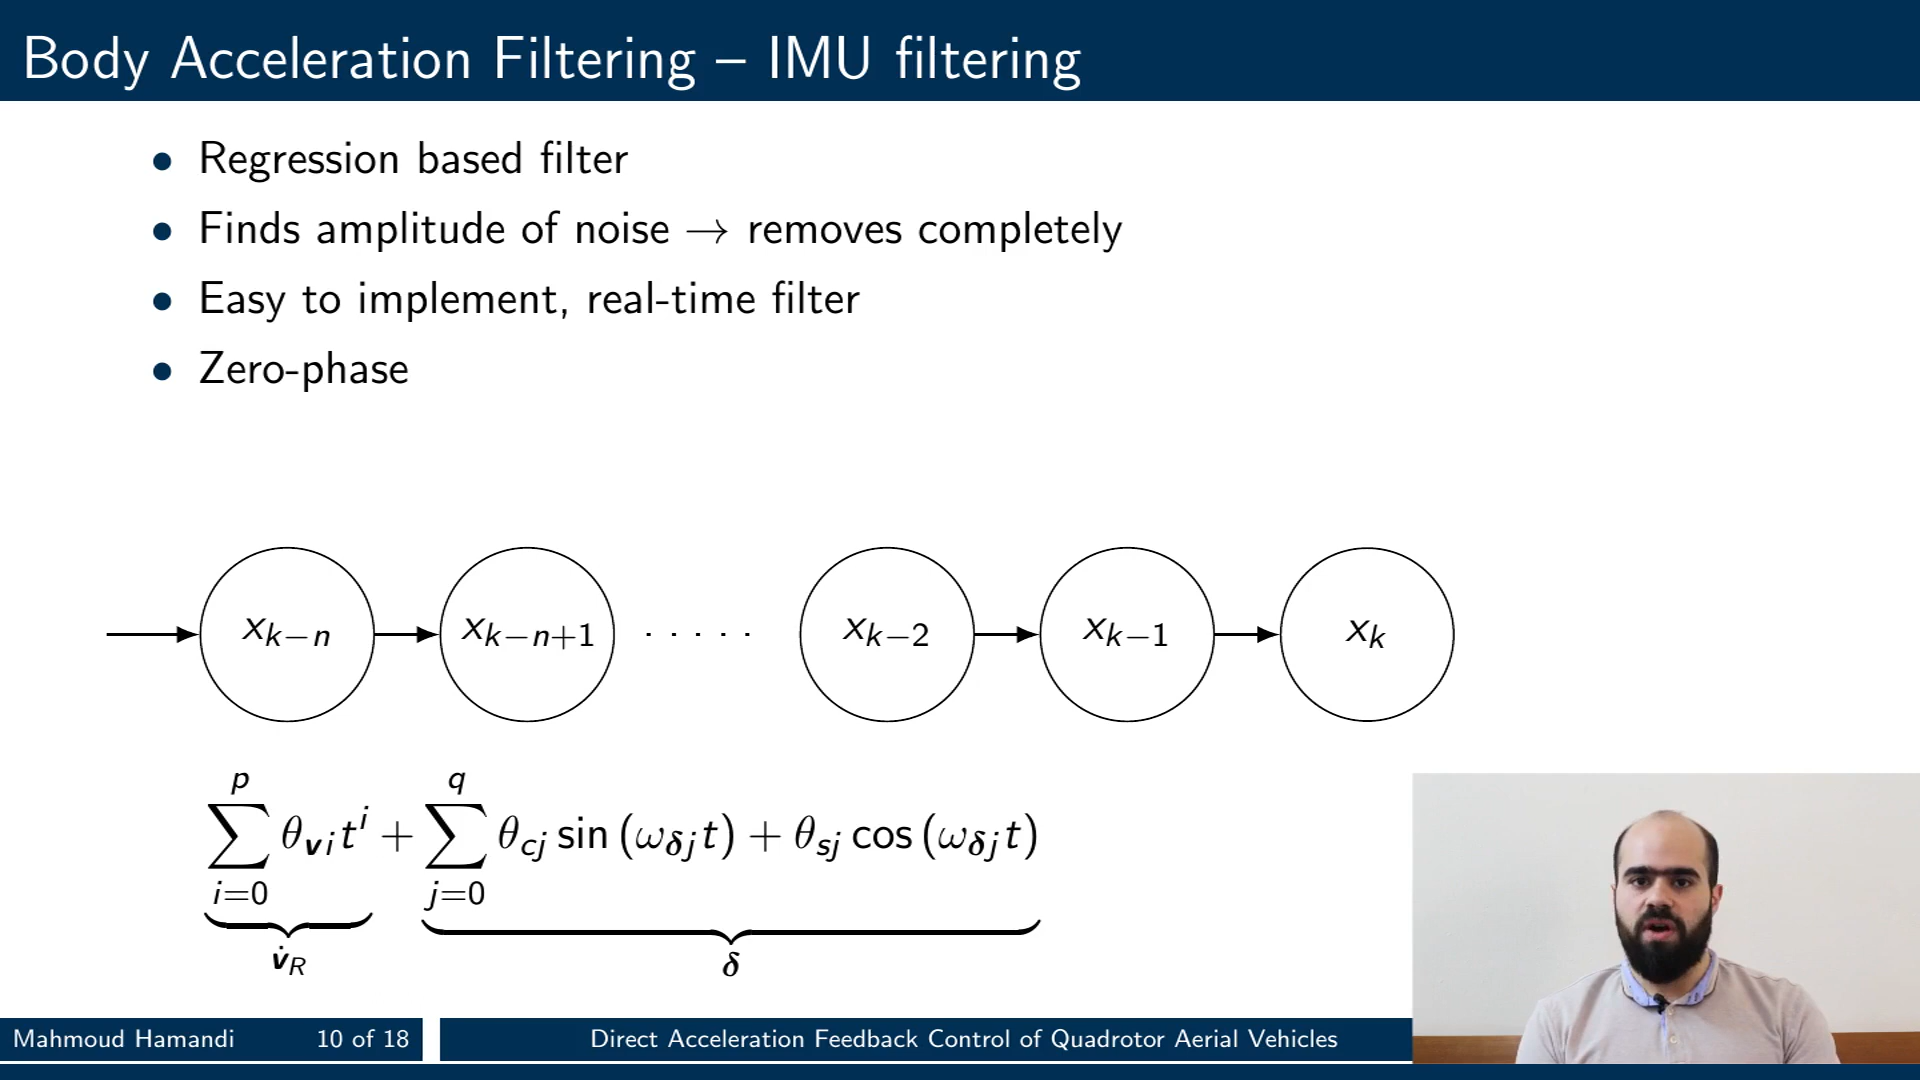 Body Acceleration Filtering – IMU filtering
• Regression based filter
• Finds amplitude of noise → removes completely
• Easy to implement, real-time filter
• Zero-phase
x_{k−n} x_{k−n+1} . . . . . x_{k−2} x_{k−1} x_k
\sum_{i=0}^{p} θ_{𝒗i} t^i + \sum_{j=0}^{q} θ_{cj} sin (ω_{𝜹j} t) + θ_{sj} cos (ω_{𝜹j} t)
\dot{𝒗}_R 𝜹
Mahmoud Hamandi 10 of 18 Direct Acceleration Feedback Control of Quadrotor Aerial Vehicles